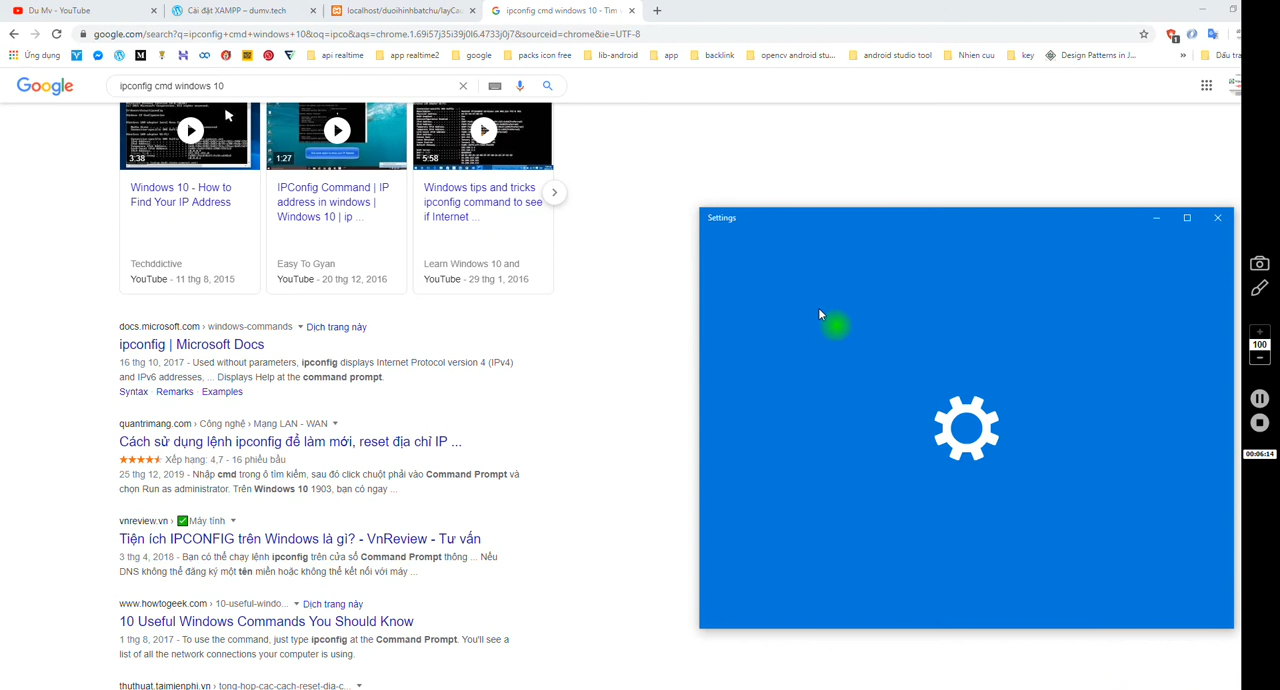 Du Mv - YouTube
Cài đặt XAMPP – dumv.tech
localhost/duoihinhbatchu/layCa
ipconfig cmd windows 10 - Tìm
google.com/search?q=ipconfig+cmd+windows+10&oq=ipco&aqs=chrome.1.69i57j35i39j0l6.4733j0j7&sourceid=chrome&ie=UTF-8
Ứng dụng
api realtime
app realtime2
google
packs icon free
lib-android
app
backlink
opencv android stu...
android studio tool
Nhien cuu
key
Design Patterns in J...
»
Dấu tra
Google
ipconfig cmd windows 10
3:38
1:27
5:58
Windows 10 - How to
Find Your IP Address
IPConfig Command | IP
address in windows |
Windows 10 | ip ...
Windows tips and tricks
ipconfig command to see
if Internet ...
Techddictive
YouTube - 11 thg 8, 2015
Easy To Gyan
YouTube - 20 thg 12, 2016
Learn Windows 10 and
YouTube - 29 thg 1, 2016
docs.microsoft.com › windows-commands ▼ Dịch trang này
ipconfig | Microsoft Docs
16 thg 10, 2017 - Used without parameters, ipconfig displays Internet Protocol version 4 (IPv4)
and IPv6 addresses, ... Displays Help at the command prompt.
Syntax · Remarks · Examples
quantrimang.com › Công nghệ › Mạng LAN - WAN ▼
Cách sử dụng lệnh ipconfig để làm mới, reset địa chỉ IP ...
★★★★★ Xếp hạng: 4,7 - 16 phiếu bầu
25 thg 12, 2019 - Nhập cmd trong ô tìm kiếm, sau đó click chuột phải vào Command Prompt và
chọn Run as administrator. Trên Windows 10 1903, bạn có ngay ...
vnreview.vn › ✅Máy tính ▼
Tiện ích IPCONFIG trên Windows là gì? - VnReview - Tư vấn
3 thg 4, 2018 - Bạn có thể chạy lệnh ipconfig trên cửa sổ Command Prompt thông ... Nếu
DNS không thể đăng ký một tên miền hoặc không thể kết nối với máy ...
www.howtogeek.com › 10-useful-windo... ▼ Dịch trang này
10 Useful Windows Commands You Should Know
1 thg 8, 2017 - To use the command, just type ipconfig at the Command Prompt. You'll see a
list of all the network connections your computer is using.
thuthuat.taimienphi.vn › tong-hop-cac-cach-reset-dia-c... ▼
Settings
100
00:06:14